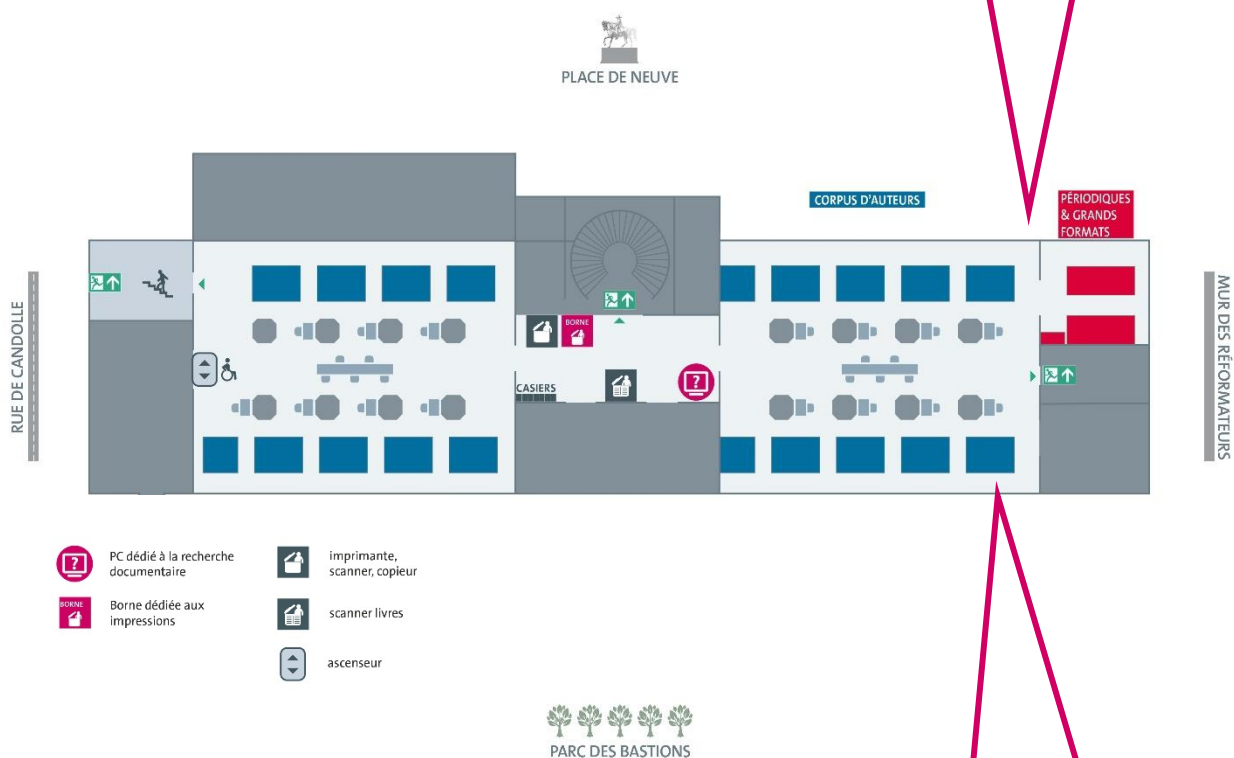 PLACE DE NEUVE
CORPUS D'AUTEURS
PÉRIODIQUES
& GRANDS
FORMATS
RUE DE CANDOLLE
MUR DES RÉFORMATEURS
BORNE
?
CASIERS
?
PC dédié à la recherche
documentaire
imprimante,
scanner, copieur
BORNE
Borne dédiée aux
impressions
scanner livres
ascenseur
PARC DES BASTIONS